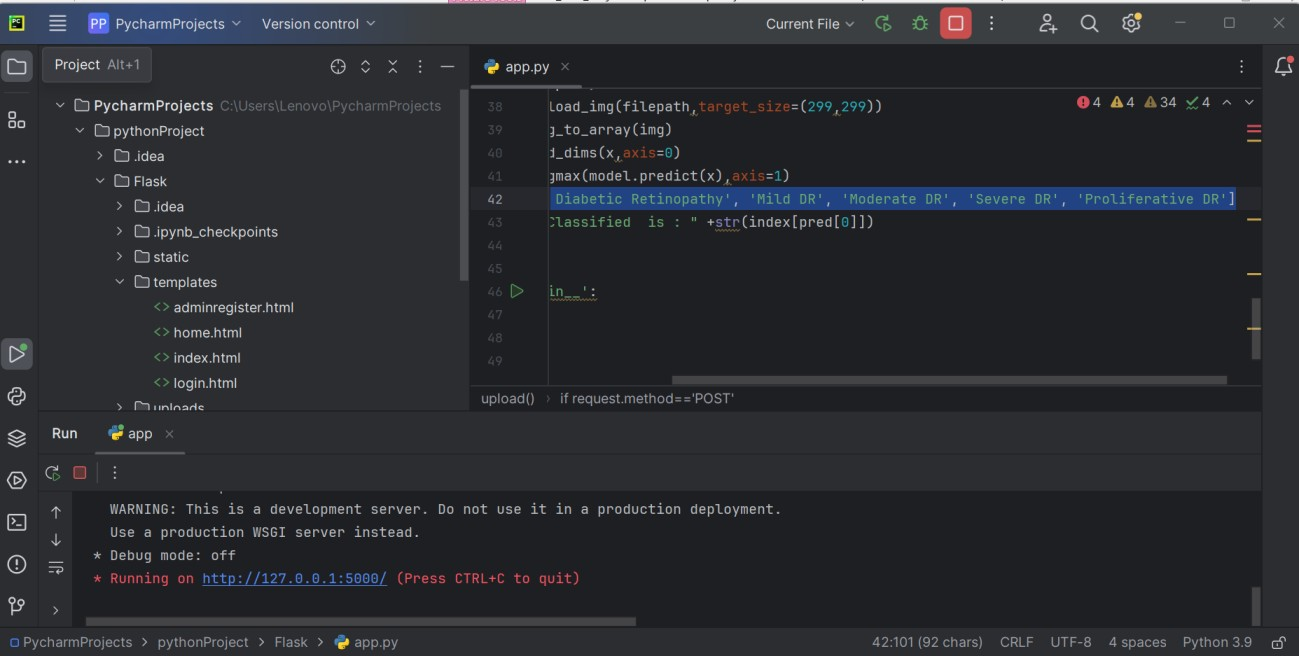 PC
PP PycharmProjects Version control Current File
Project Alt+1
app.py
PycharmProjects C:\Users\Lenovo\PycharmProjects
pythonProject
.idea
Flask
.idea
.ipynb_checkpoints
static
templates
<> adminregister.html
<> home.html
<> index.html
<> login.html
uploads
4 4 34 4
38 load_img(filepath,target_size=(299,299))
39 g_to_array(img)
40 d_dims(x,axis=0)
41 gmax(model.predict(x),axis=1)
42 Diabetic Retinopathy', 'Mild DR', 'Moderate DR', 'Severe DR', 'Proliferative DR']
43 Classified  is : " +str(index[pred[0]])
44
45
46 in__':
47
48
49
upload() › if request.method=='POST'
Run app
WARNING: This is a development server. Do not use it in a production deployment.
Use a production WSGI server instead.
* Debug mode: off
* Running on http://127.0.0.1:5000/ (Press CTRL+C to quit)
PycharmProjects > pythonProject > Flask > app.py 42:101 (92 chars) CRLF UTF-8 4 spaces Python 3.9